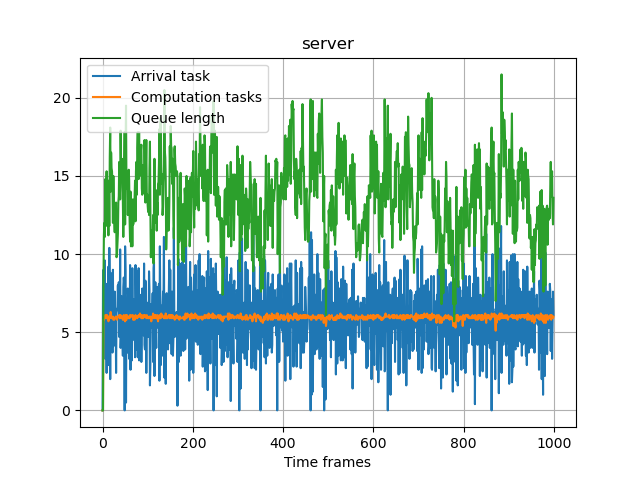 server
Arrival task
Computation tasks
Queue length
20
15
10
5
0
0 200 400 600 800 1000
Time frames